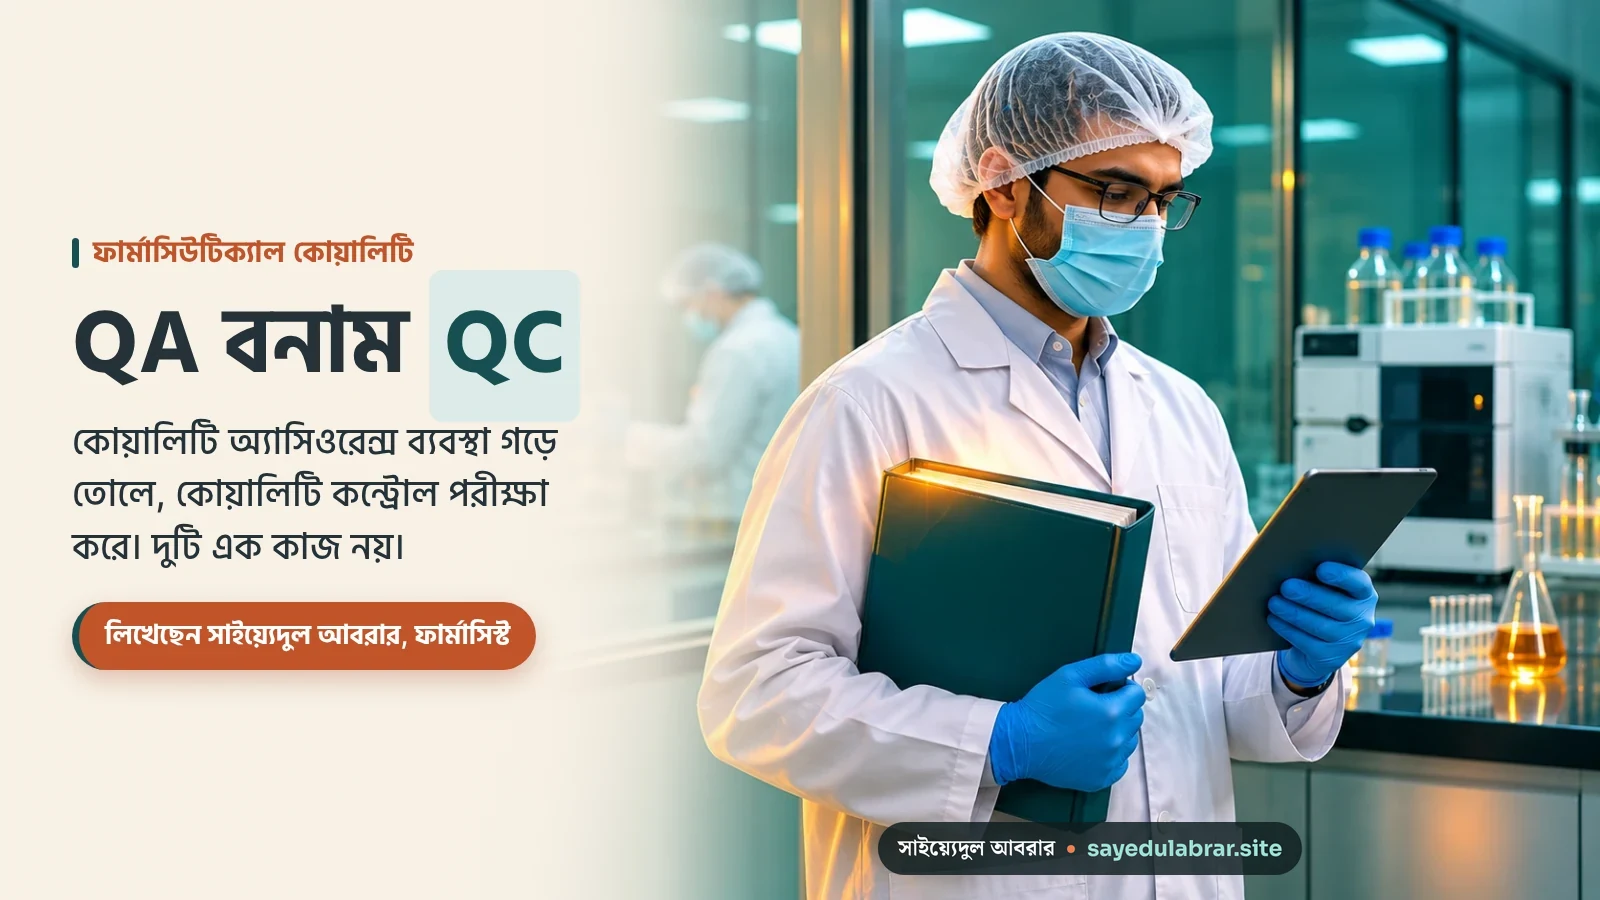 ফার্মাসিউটিক্যাল কোয়ালিটি
QA বনাম QC
কোয়ালিটি অ্যাসিওরেন্স ব্যবস্থা গড়ে
তোলে, কোয়ালিটি কন্ট্রোল পরীক্ষা
করে। দুটি এক কাজ নয়।
লিখেছেন সাইয়্যেদুল আবরার, ফার্মাসিস্ট
সাইয়্যেদুল আবরার • sayedulabrar.site